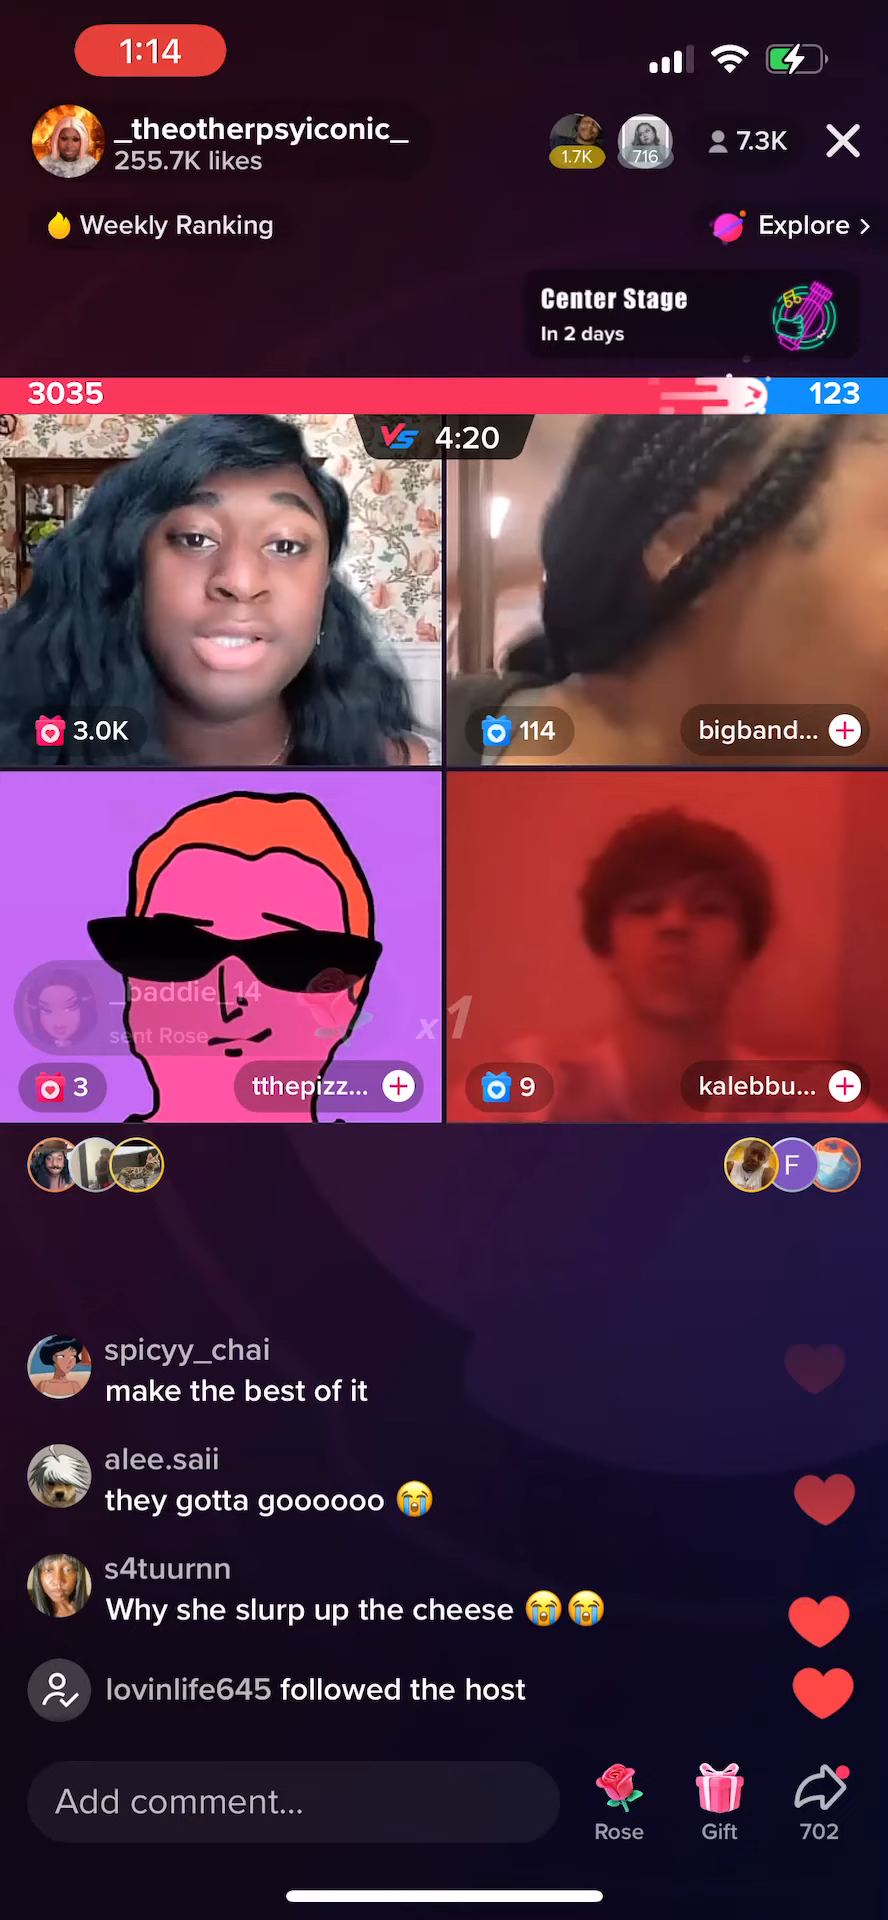 1:14
_theotherpsyiconic_
255.7K likes
1.7K
716
7.3K
Weekly Ranking
Explore >
Center Stage
In 2 days
3035
123
VS 4:20
3.0K
114
bigband...
_baddie_14
sent Rose
x1
3
tthepizz...
9
kalebbu...
F
spicyy_chai
make the best of it
alee.saii
they gotta goooooo 😭
s4tuurnn
Why she slurp up the cheese 😭😭
lovinlife645 followed the host
Add comment...
Rose
Gift
702